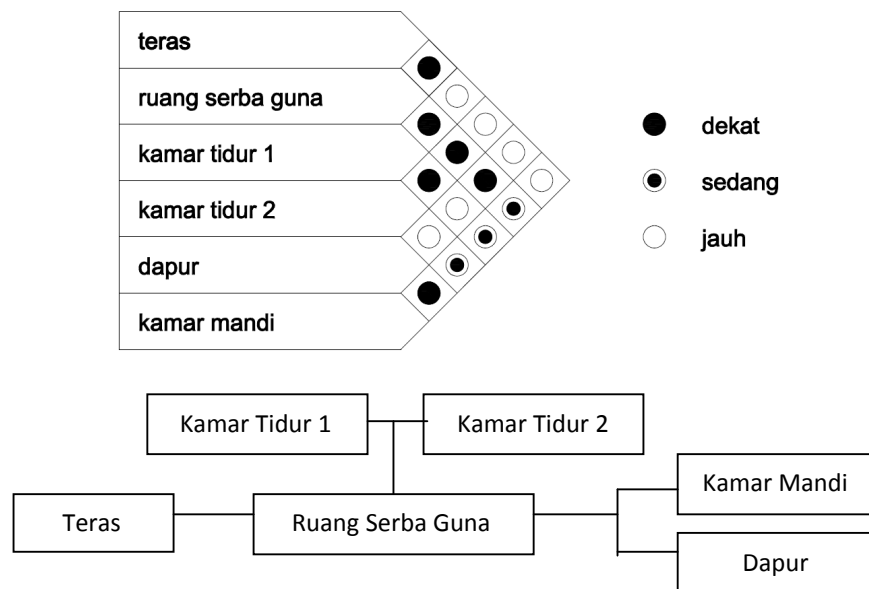 teras
ruang serba guna
kamar tidur 1
kamar tidur 2
dapur
kamar mandi
dekat
sedang
jauh
Kamar Tidur 1
Kamar Tidur 2
Teras
Ruang Serba Guna
Kamar Mandi
Dapur